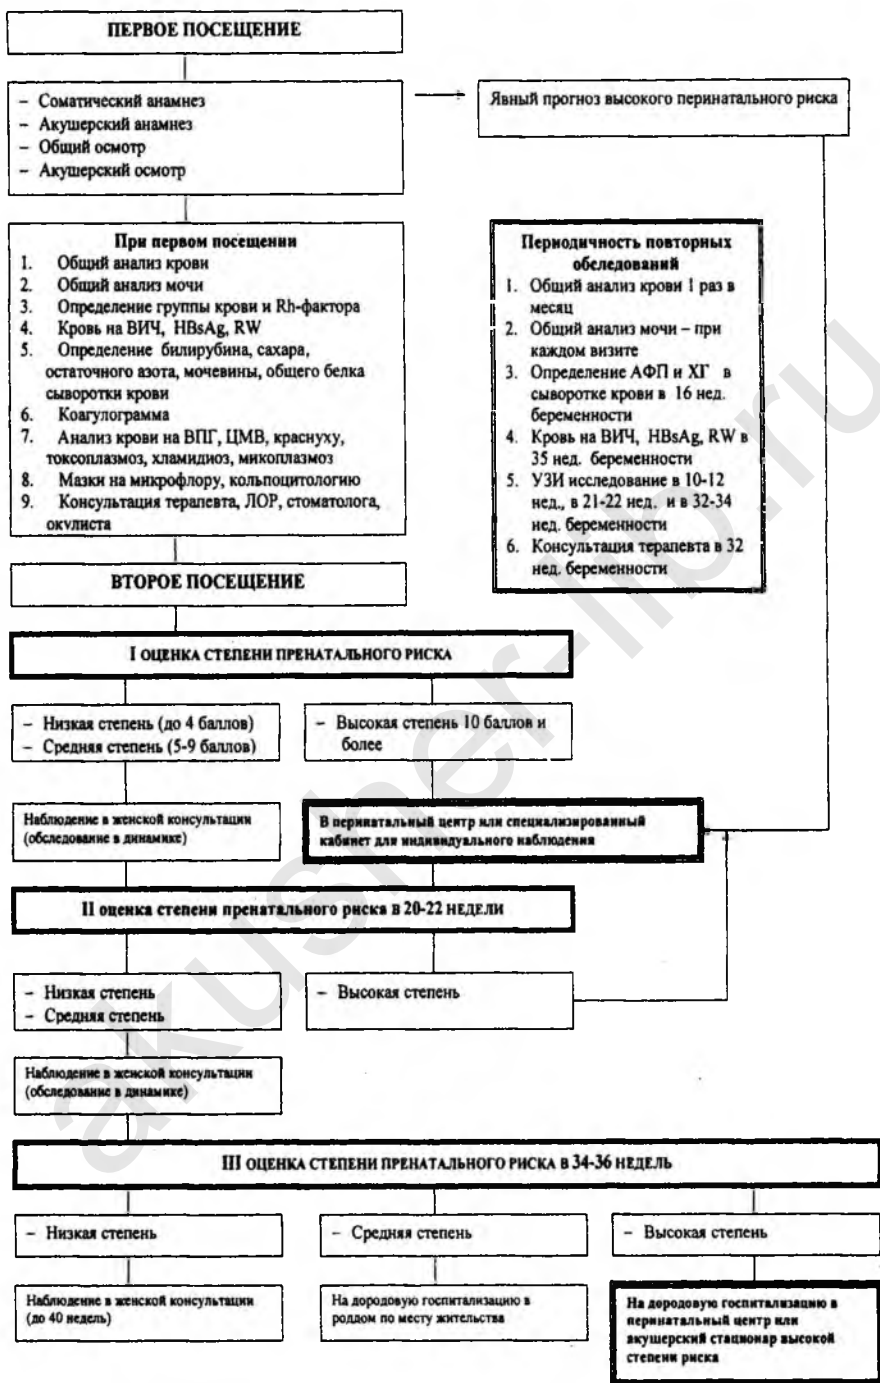 ПЕРВОЕ ПОСЕЩЕНИЕ
– Соматический анамнез
– Акушерский анамнез
– Общий осмотр
– Акушерский осмотр
Явный прогноз высокого перинатального риска
При первом посещении
1. Общий анализ крови
2. Общий анализ мочи
3. Определение группы крови и Rh-фактора
4. Кровь на ВИЧ, HBsAg, RW
5. Определение билирубина, сахара,
остаточного азота, мочевины, общего белка
сыворотки крови
6. Коагулограмма
7. Анализ крови на ВПГ, ЦМВ, краснуху,
токсоплазмоз, хламидиоз, микоплазмоз
8. Мазки на микрофлору, кольпоцитологию
9. Консультация терапевта, ЛОР, стоматолога,
окулиста
Периодичность повторных
обследований
1. Общий анализ крови 1 раз в
месяц
2. Общий анализ мочи – при
каждом визите
3. Определение АФП и ХГ в
сыворотке крови в 16 нед.
беременности
4. Кровь на ВИЧ, HBsAg, RW в
35 нед. беременности
5. УЗИ исследование в 10-12
нед., в 21-22 нед. и в 32-34
нед. беременности
6. Консультация терапевта в 32
нед. беременности
ВТОРОЕ ПОСЕЩЕНИЕ
I ОЦЕНКА СТЕПЕНИ ПРЕНАТАЛЬНОГО РИСКА
– Низкая степень (до 4 баллов)
– Средняя степень (5-9 баллов)
– Высокая степень 10 баллов и
более
Наблюдение в женской консультации
(обследование в динамике)
В перинатальный центр или специализированный
кабинет для индивидуального наблюдения
II оценка степени пренатального риска в 20-22 НЕДЕЛИ
– Низкая степень
– Средняя степень
– Высокая степень
Наблюдение в женской консультации
(обследование в динамике)
III ОЦЕНКА СТЕПЕНИ ПРЕНАТАЛЬНОГО РИСКА В 34-36 НЕДЕЛЬ
– Низкая степень
– Средняя степень
– Высокая степень
Наблюдение в женской консультации
(до 40 недель)
На дородовую госпитализацию в
роддом по месту жительства
На дородовую госпитализацию в
перинатальный центр или
акушерский стационар высокой
степени риска
akusher-lib.ru